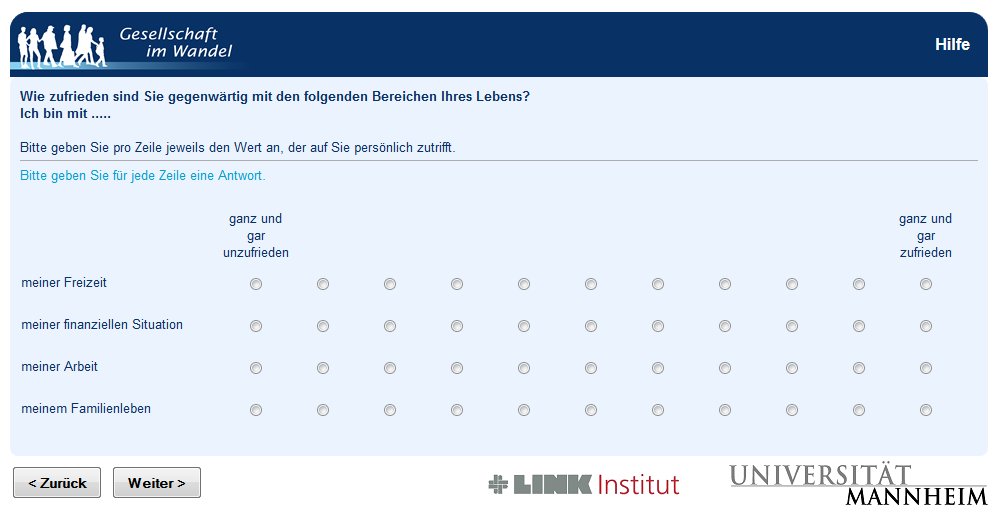 Gesellschaft
im Wandel
Hilfe
Wie zufrieden sind Sie gegenwärtig mit den folgenden Bereichen Ihres Lebens?
Ich bin mit .....
Bitte geben Sie pro Zeile jeweils den Wert an, der auf Sie persönlich zutrifft.
Bitte geben Sie für jede Zeile eine Antwort.
ganz und
gar
unzufrieden
ganz und
gar
zufrieden
meiner Freizeit
meiner finanziellen Situation
meiner Arbeit
meinem Familienleben
< Zurück
Weiter >
LINK Institut
UNIVERSITÄT
MANNHEIM